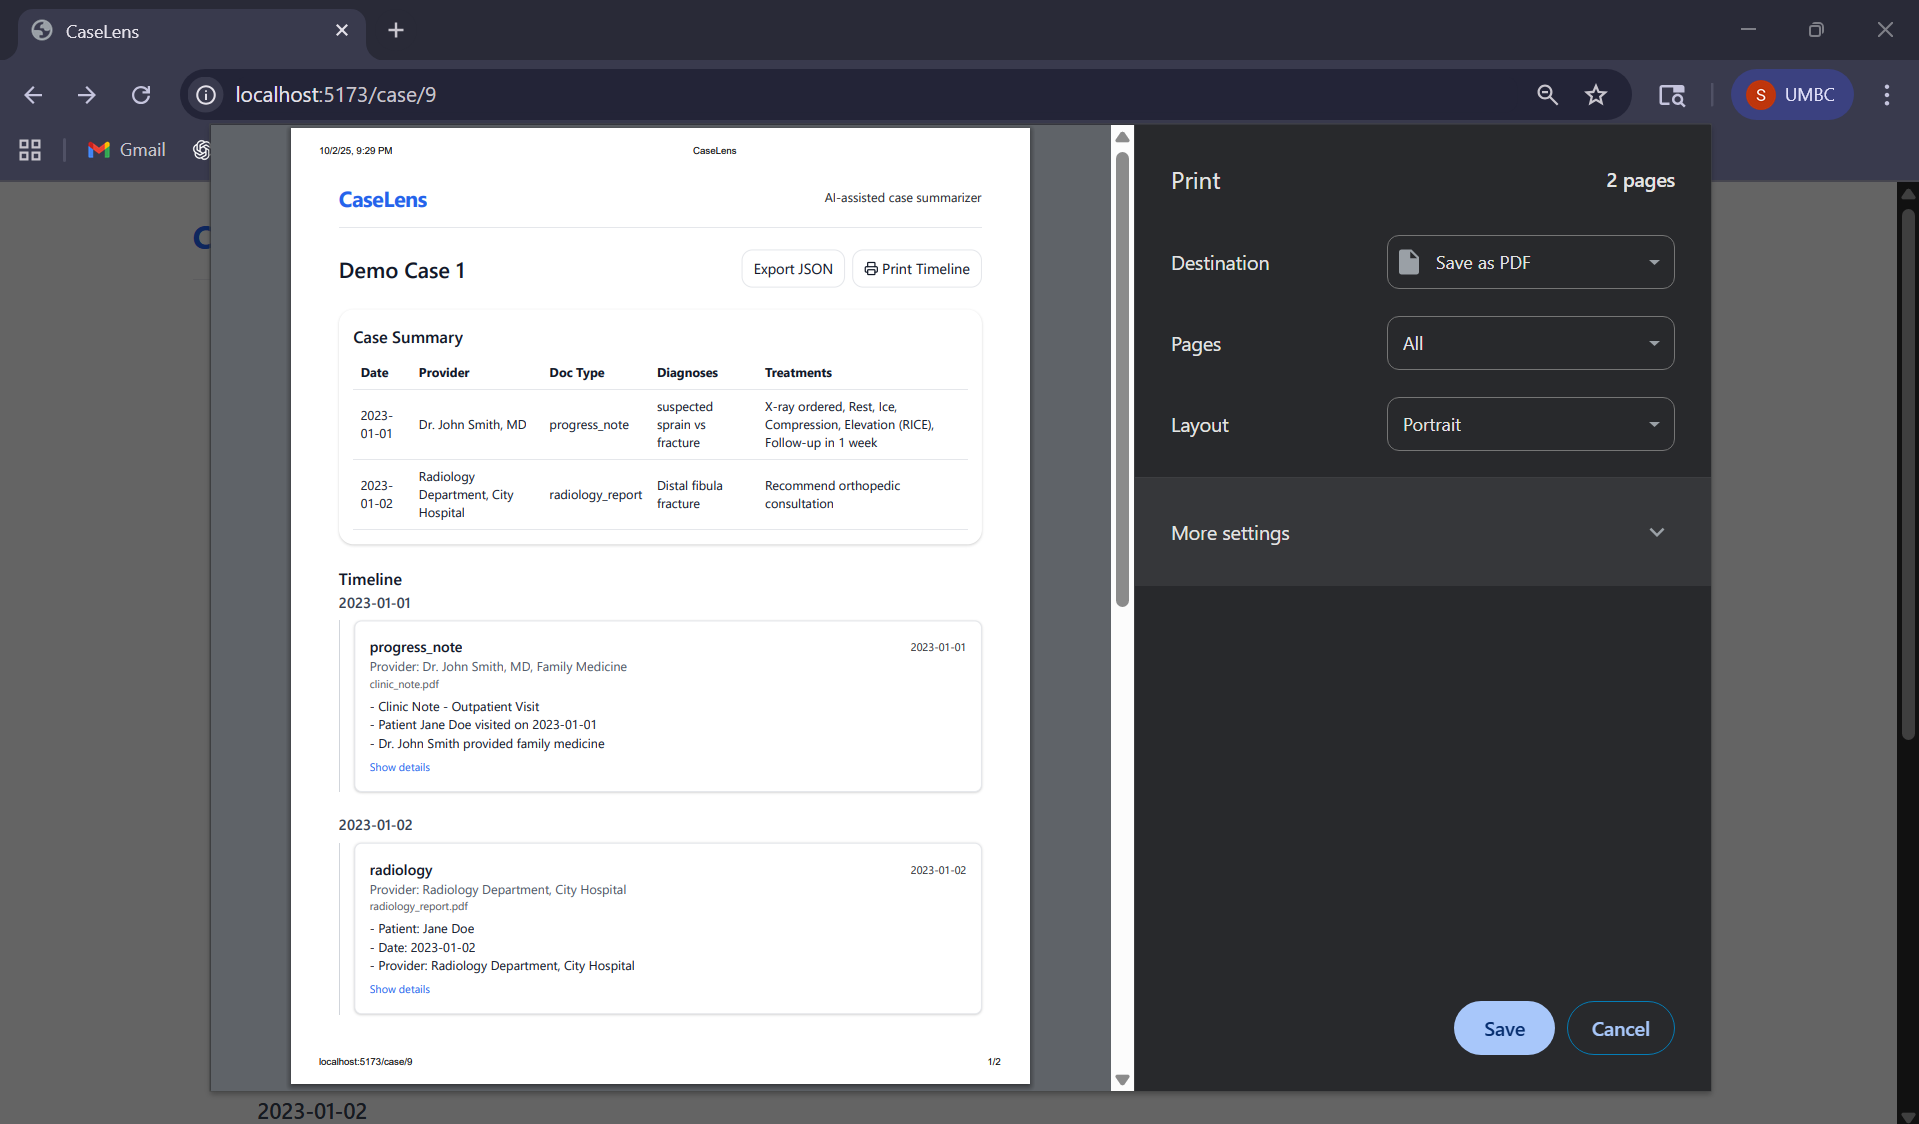 CaseLens
localhost:5173/case/9
S UMBC
Gmail
10/2/25, 9:29 PM CaseLens
CaseLens AI-assisted case summarizer
Demo Case 1 Export JSON Print Timeline
Case Summary
Date Provider Doc Type Diagnoses Treatments
2023-01-01 Dr. John Smith, MD progress_note suspected sprain vs fracture X-ray ordered, Rest, Ice, Compression, Elevation (RICE), Follow-up in 1 week
2023-01-02 Radiology Department, City Hospital radiology_report Distal fibula fracture Recommend orthopedic consultation
Timeline
2023-01-01
progress_note 2023-01-01
Provider: Dr. John Smith, MD, Family Medicine
clinic_note.pdf
- Clinic Note - Outpatient Visit
- Patient Jane Doe visited on 2023-01-01
- Dr. John Smith provided family medicine
Show details
2023-01-02
radiology 2023-01-02
Provider: Radiology Department, City Hospital
radiology_report.pdf
- Patient: Jane Doe
- Date: 2023-01-02
- Provider: Radiology Department, City Hospital
Show details
localhost:5173/case/9 1/2
Print 2 pages
Destination Save as PDF
Pages All
Layout Portrait
More settings
Save Cancel
C
2023-01-02